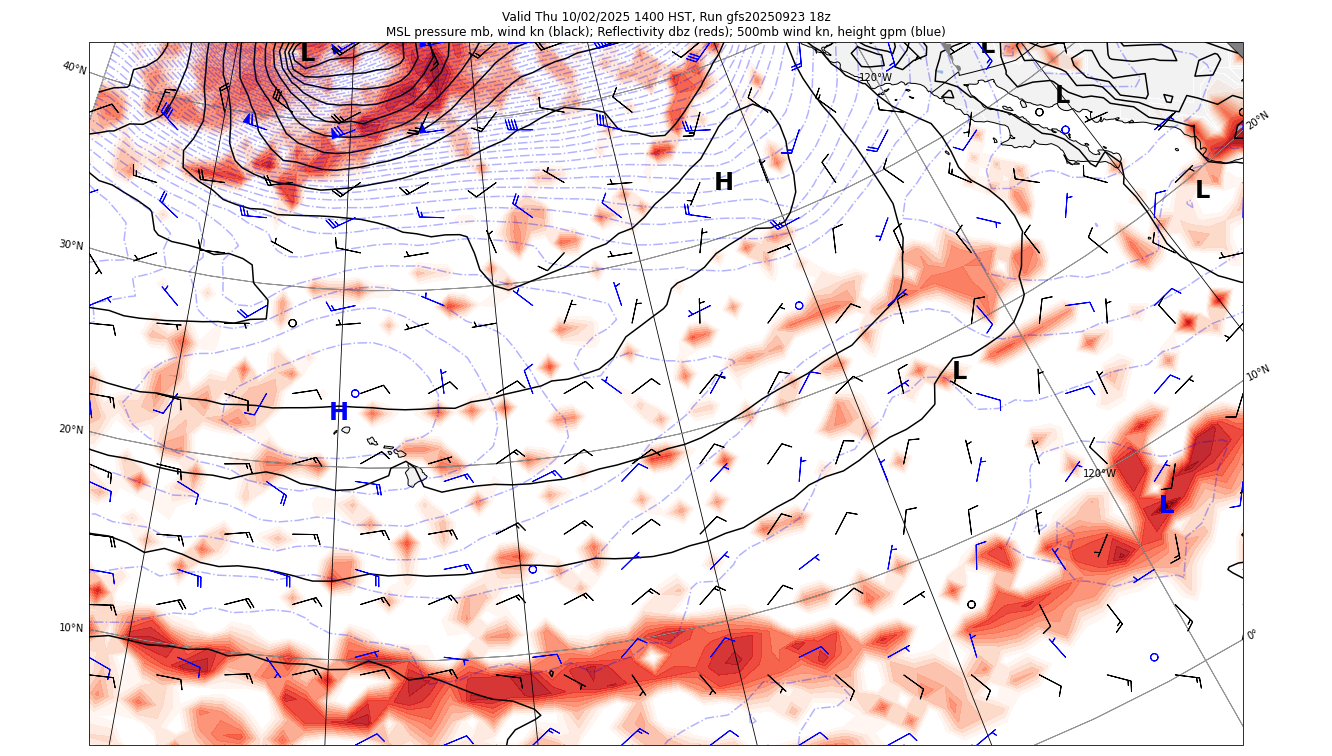 Valid Thu 10/02/2025 1400 HST, Run gfs20250923 18z
MSL pressure mb, wind kn (black); Reflectivity dbz (reds); 500mb wind kn, height gpm (blue)
L
L
40°N
120°W
L
20°N
H
L
30°N
L
10°N
H
20°N
120°W
L
10°N
0°